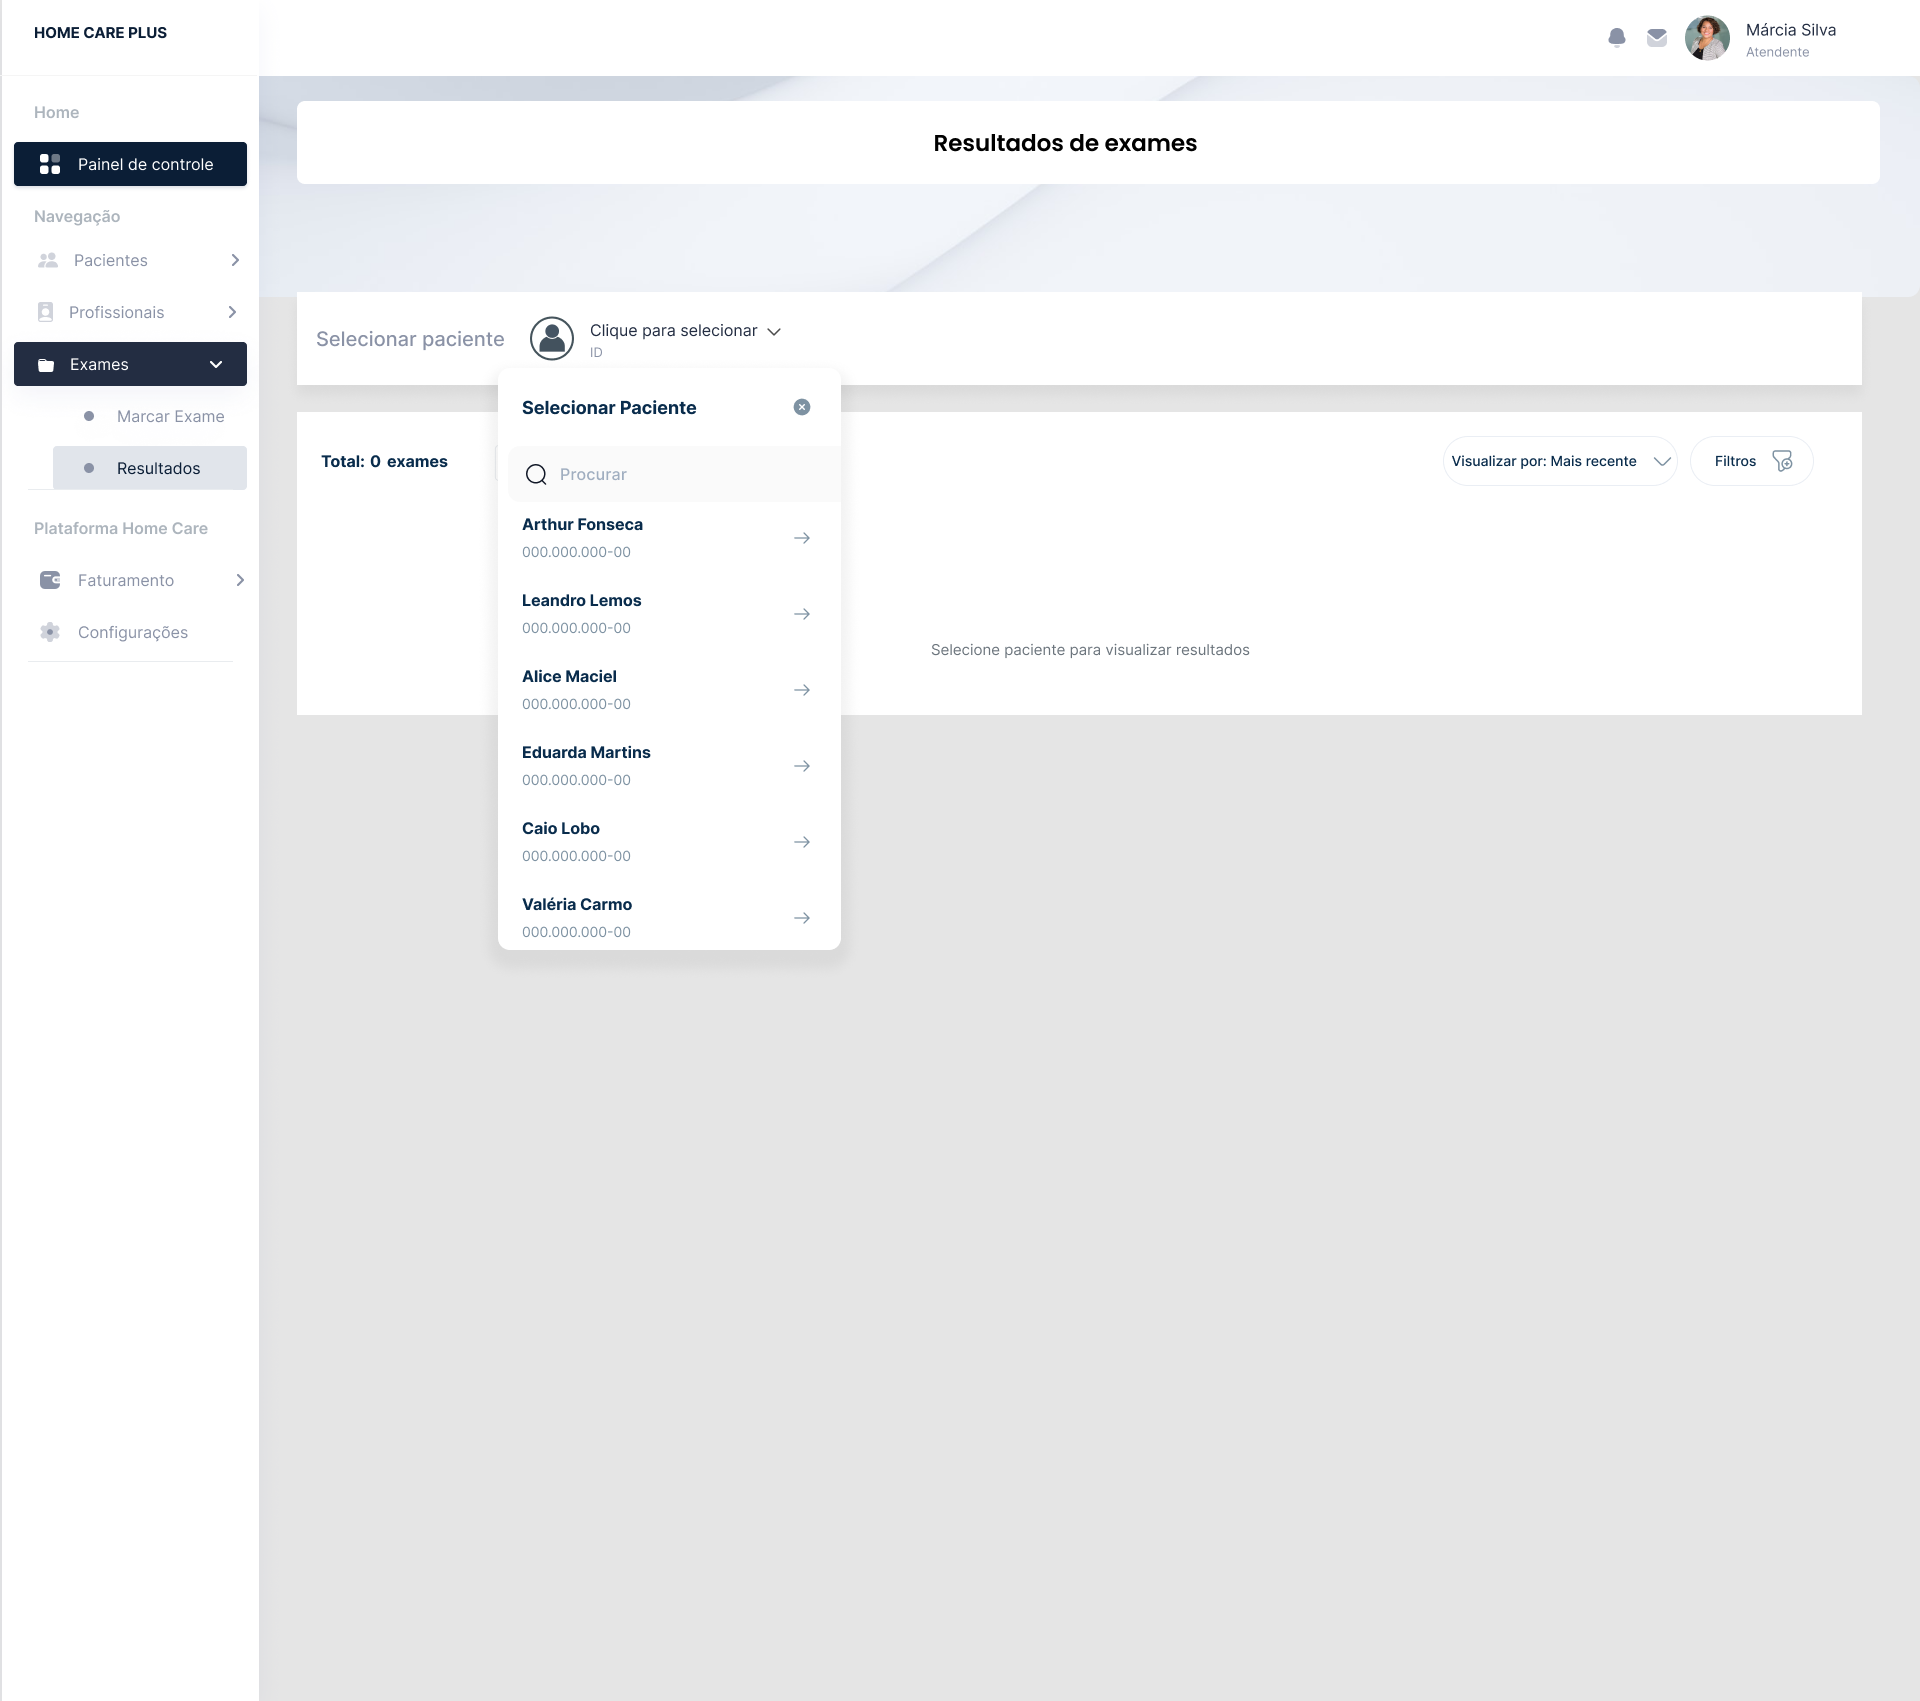 HOME CARE PLUS
Márcia Silva
Atendente
Home
Painel de controle
Navegação
Pacientes
Profissionais
Exames
Marcar Exame
Resultados
Plataforma Home Care
Faturamento
Configurações
Resultados de exames
Selecionar paciente
Clique para selecionar
ID
Selecionar Paciente
Procurar
Arthur Fonseca
000.000.000-00
Leandro Lemos
000.000.000-00
Alice Maciel
000.000.000-00
Eduarda Martins
000.000.000-00
Caio Lobo
000.000.000-00
Valéria Carmo
000.000.000-00
Total: 0 exames
Visualizar por: Mais recente
Filtros
Selecione paciente para visualizar resultados